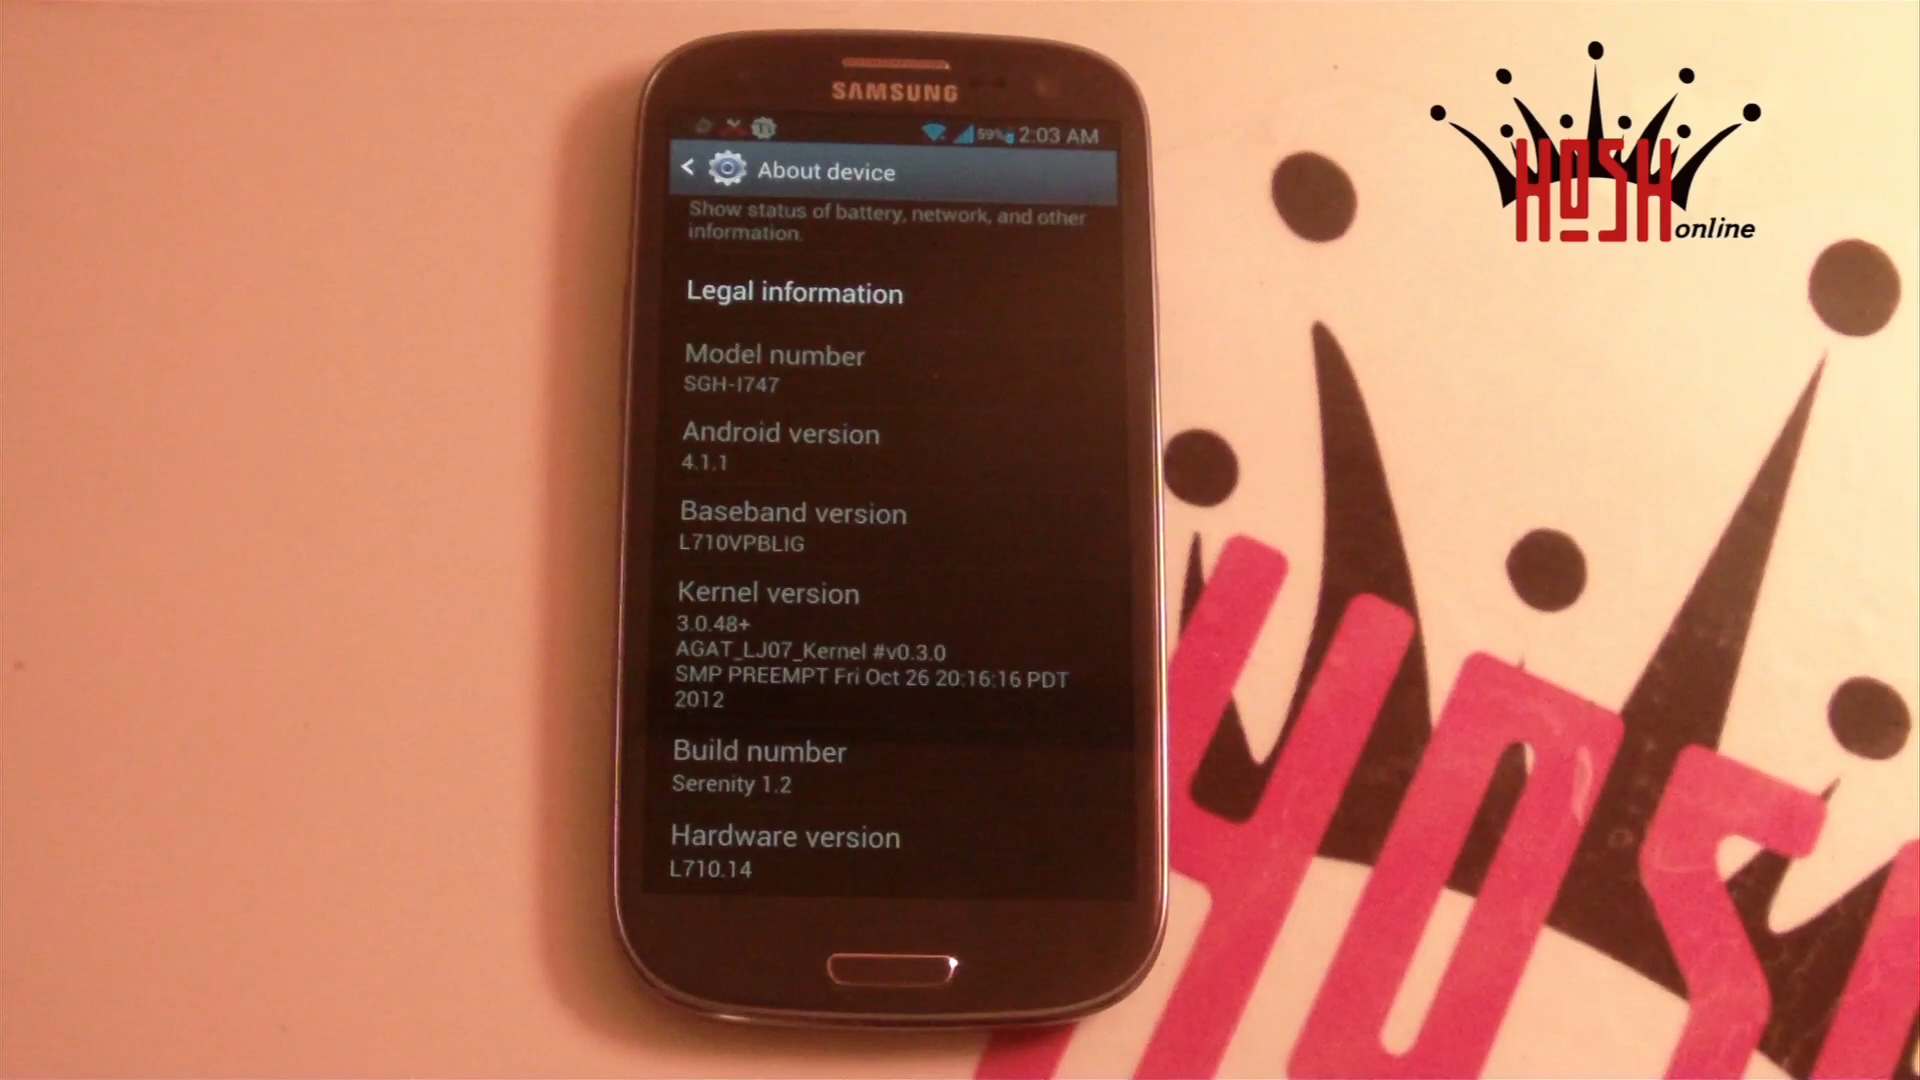 SAMSUNG
59% 2:03 AM
About device
Show status of battery, network, and other
information.
Legal information
Model number
SGH-I747
Android version
4.1.1
Baseband version
L710VPBLIG
Kernel version
3.0.48+
AGAT_LJ07_Kernel #v0.3.0
SMP PREEMPT Fri Oct 26 20:16:16 PDT
2012
Build number
Serenity 1.2
Hardware version
L710.14
HOSH
online
HOSH